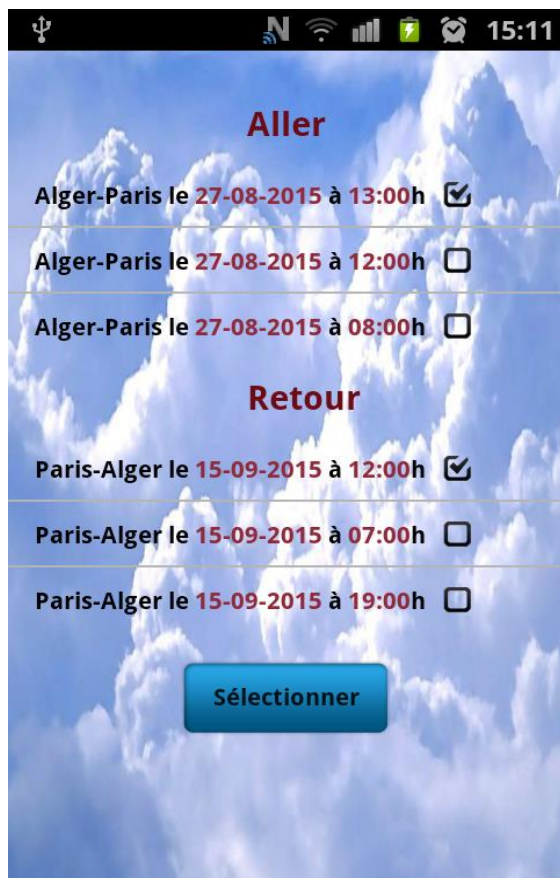 15:11
Aller
Alger-Paris le 27-08-2015 à 13:00h
Alger-Paris le 27-08-2015 à 12:00h
Alger-Paris le 27-08-2015 à 08:00h
Retour
Paris-Alger le 15-09-2015 à 12:00h
Paris-Alger le 15-09-2015 à 07:00h
Paris-Alger le 15-09-2015 à 19:00h
Sélectionner